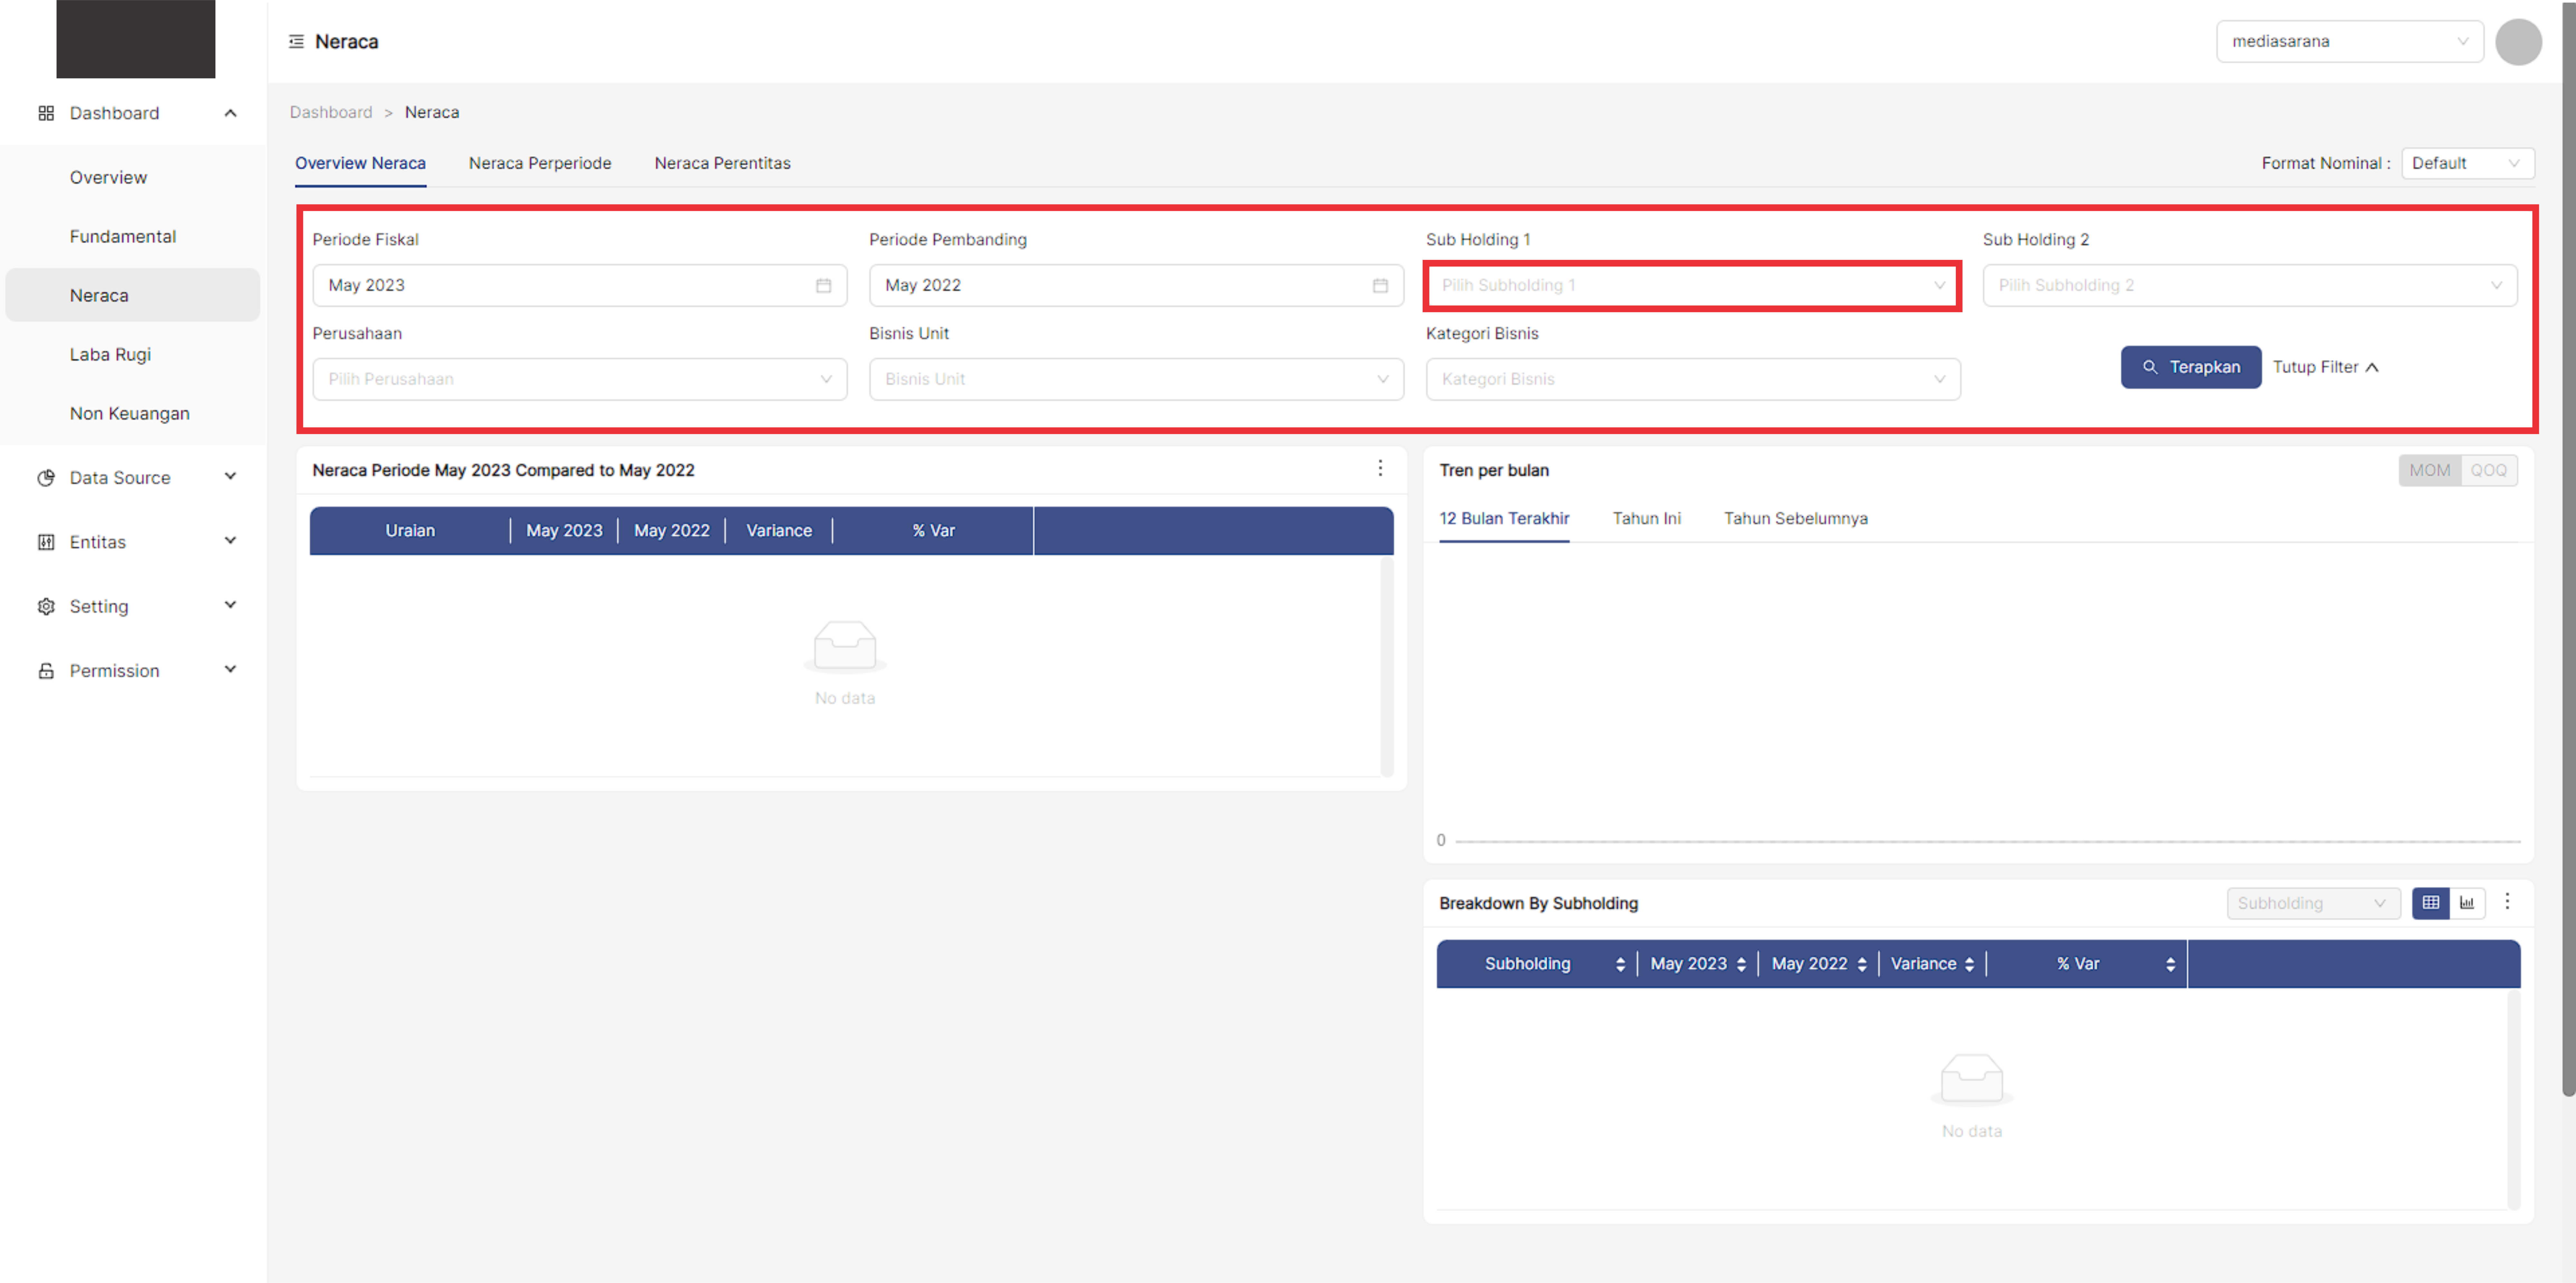 Neraca
mediasarana
Dashboard
Overview
Fundamental
Neraca
Laba Rugi
Non Keuangan
Data Source
Entitas
Setting
Permission
Dashboard > Neraca
Overview Neraca Neraca Perperiode Neraca Perentitas
Format Nominal : Default
Periode Fiskal Periode Pembanding Sub Holding 1 Sub Holding 2
May 2023 May 2022 Pilih Subholding 1 Pilih Subholding 2
Perusahaan Bisnis Unit Kategori Bisnis
Pilih Perusahaan Bisnis Unit Kategori Bisnis
Terapkan Tutup Filter
Neraca Periode May 2023 Compared to May 2022
Uraian May 2023 May 2022 Variance % Var
No data
Tren per bulan
MOM QOQ
12 Bulan Terakhir Tahun Ini Tahun Sebelumnya
0
Breakdown By Subholding
Subholding
Subholding May 2023 May 2022 Variance % Var
No data